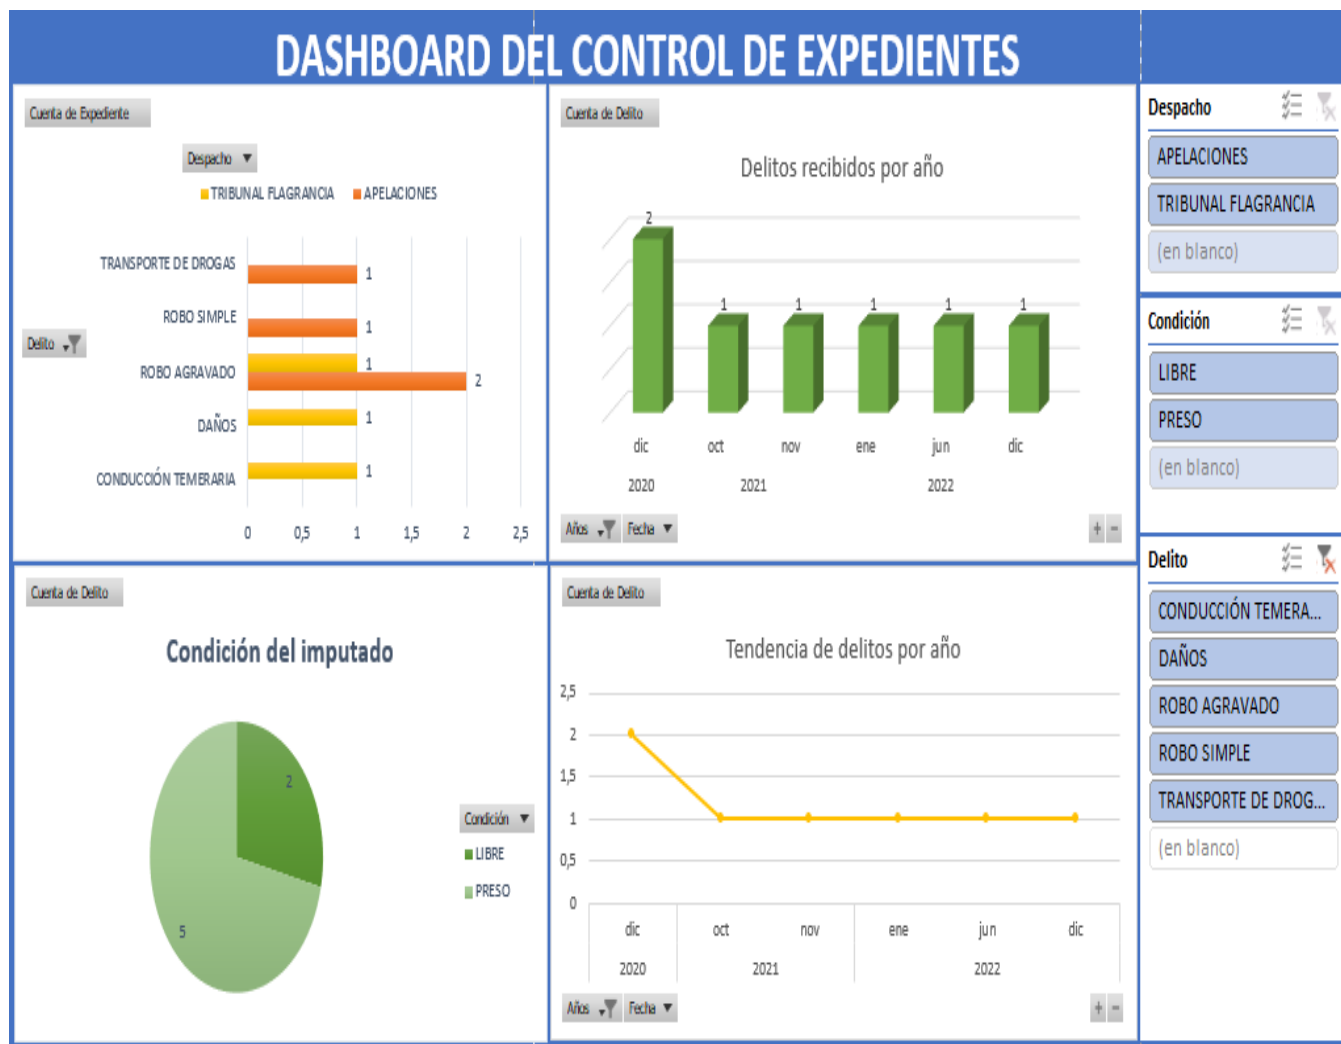 DASHBOARD DEL CONTROL DE EXPEDIENTES
Cuenta de Expediente
Despacho
TRIBUNAL FLAGRANCIA APELACIONES
TRANSPORTE DE DROGAS 1
ROBO SIMPLE 1
Delito
ROBO AGRAVADO 1 2
DAÑOS 1
CONDUCCIÓN TEMERARIA 1
0 0,5 1 1,5 2 2,5
Cuenta de Delito
Delitos recibidos por año
2 1 1 1 1 1
dic oct nov ene jun dic
2020 2021 2022
Años Fecha + -
Cuenta de Delito
Condición del imputado
2
5
Condición
LIBRE
PRESO
Cuenta de Delito
Tendencia de delitos por año
2,5
2
1,5
1
0,5
0
dic oct nov ene jun dic
2020 2021 2022
Años Fecha + -
Despacho
APELACIONES
TRIBUNAL FLAGRANCIA
(en blanco)
Condición
LIBRE
PRESO
(en blanco)
Delito
CONDUCCIÓN TEMERA...
DAÑOS
ROBO AGRAVADO
ROBO SIMPLE
TRANSPORTE DE DROG...
(en blanco)